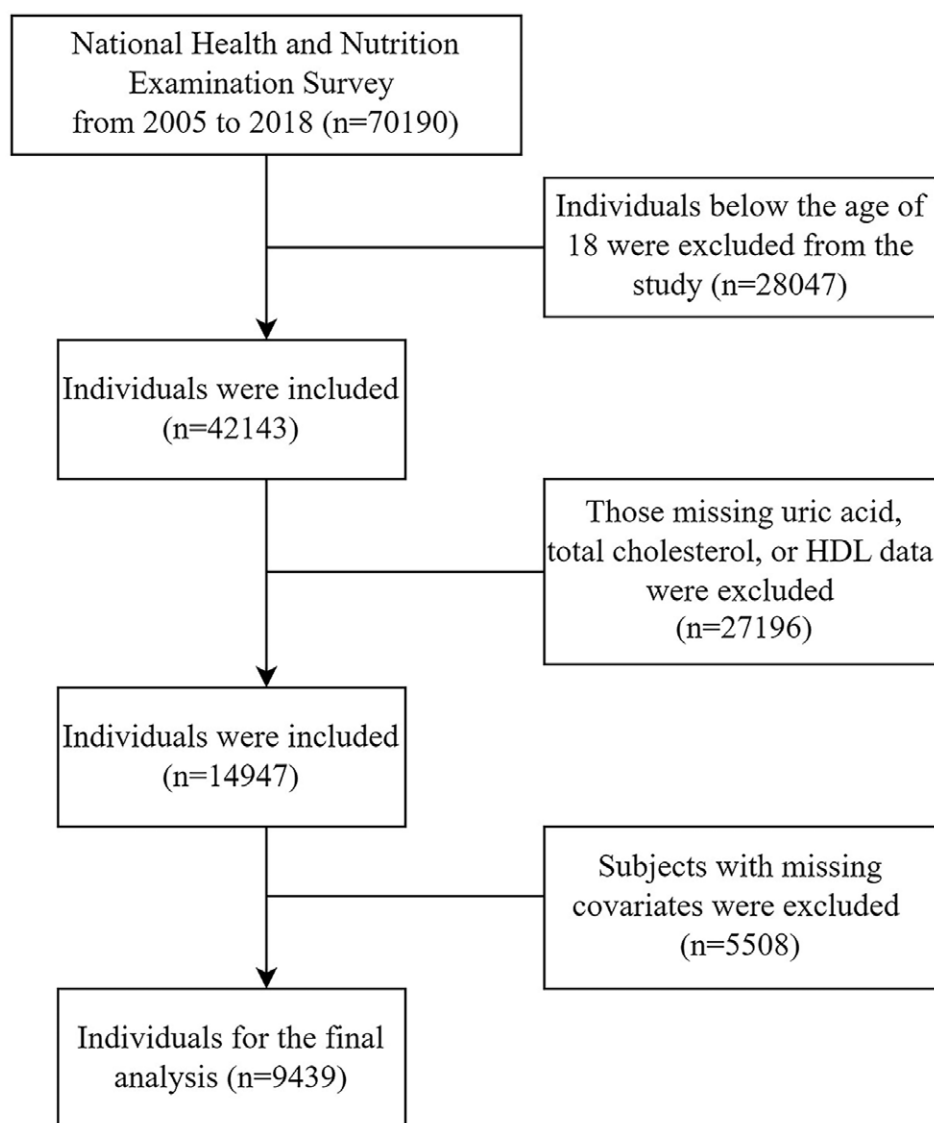 National Health and Nutrition
Examination Survey
from 2005 to 2018 (n=70190)
Individuals below the age of
18 were excluded from the
study (n=28047)
Individuals were included
(n=42143)
Those missing uric acid,
total cholesterol, or HDL data
were excluded
(n=27196)
Individuals were included
(n=14947)
Subjects with missing
covariates were excluded
(n=5508)
Individuals for the final
analysis (n=9439)